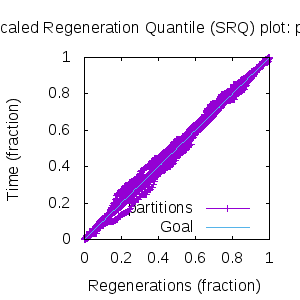 caled Regeneration Quantile (SRQ) plot: p
1
0.8
0.6
0.4
0.2
0
Time (fraction)
partitions
Goal
0
0.2
0.4
0.6
0.8
1
Regenerations (fraction)